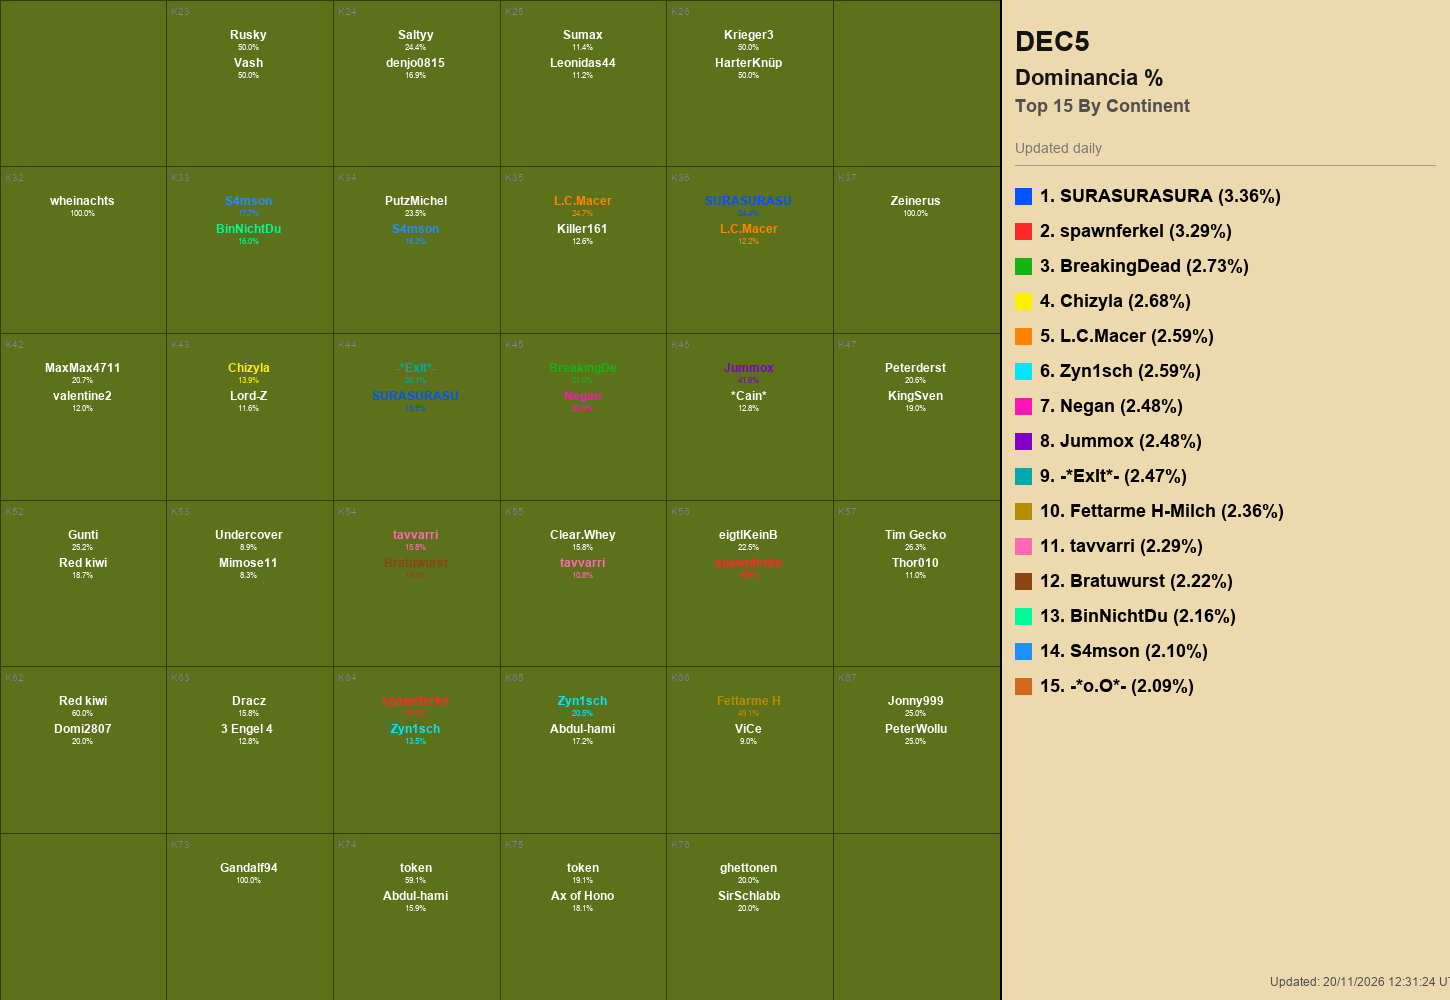 K23
Rusky
50.0%
Vash
50.0%
K24
Saltyy
24.4%
denjo0815
16.9%
K25
Sumax
11.4%
Leonidas44
11.2%
K26
Krieger3
50.0%
HarterKnüp
50.0%
K32
wheinachts
100.0%
K33
S4mson
17.7%
BinNichtDu
16.0%
K34
PutzMichel
23.5%
S4mson
K35
L.C.Macer
24.7%
Killer161
12.6%
K36
SURASURASU
L.C.Macer
12.2%
K37
Zeinerus
100.0%
K42
MaxMax4711
20.7%
valentine2
12.0%
K43
Chizyla
13.9%
Lord-Z
11.6%
K44
-*ExIt*-
SURASURASU
K45
BreakingDe
Negan
K46
Jummox
*Cain*
12.8%
K47
Peterderst
20.6%
KingSven
19.0%
K52
Gunti
25.2%
Red kiwi
18.7%
K53
Undercover
8.9%
Mimose11
8.3%
K54
tavvarri
15.8%
Bratuwurst
K55
Clear.Whey
15.8%
tavvarri
10.8%
K56
eigtlKeinB
22.5%
spawnferke
K57
Tim Gecko
26.3%
Thor010
11.0%
K62
Red kiwi
60.0%
Domi2807
20.0%
K63
Dracz
15.8%
3 Engel 4
12.8%
K64
spawnferke
Zyn1sch
13.5%
K65
Zyn1sch
20.5%
Abdul-hami
17.2%
K66
Fettarme H
49.1%
ViCe
9.0%
K67
Jonny999
25.0%
PeterWollu
25.0%
K73
Gandalf94
100.0%
K74
token
59.1%
Abdul-hami
15.9%
K75
token
19.1%
Ax of Hono
18.1%
K76
ghettonen
20.0%
SirSchlabb
20.0%
DEC5
Dominancia %
Top 15 By Continent
Updated daily
1. SURASURASURA (3.36%)
2. spawnferkel (3.29%)
3. BreakingDead (2.73%)
4. Chizyla (2.68%)
5. L.C.Macer (2.59%)
6. Zyn1sch (2.59%)
7. Negan (2.48%)
8. Jummox (2.48%)
9. -*ExIt*- (2.47%)
10. Fettarme H-Milch (2.36%)
11. tavvarri (2.29%)
12. Bratuwurst (2.22%)
13. BinNichtDu (2.16%)
14. S4mson (2.10%)
15. -*o.O*- (2.09%)
Updated: 20/11/2026 12:31:24